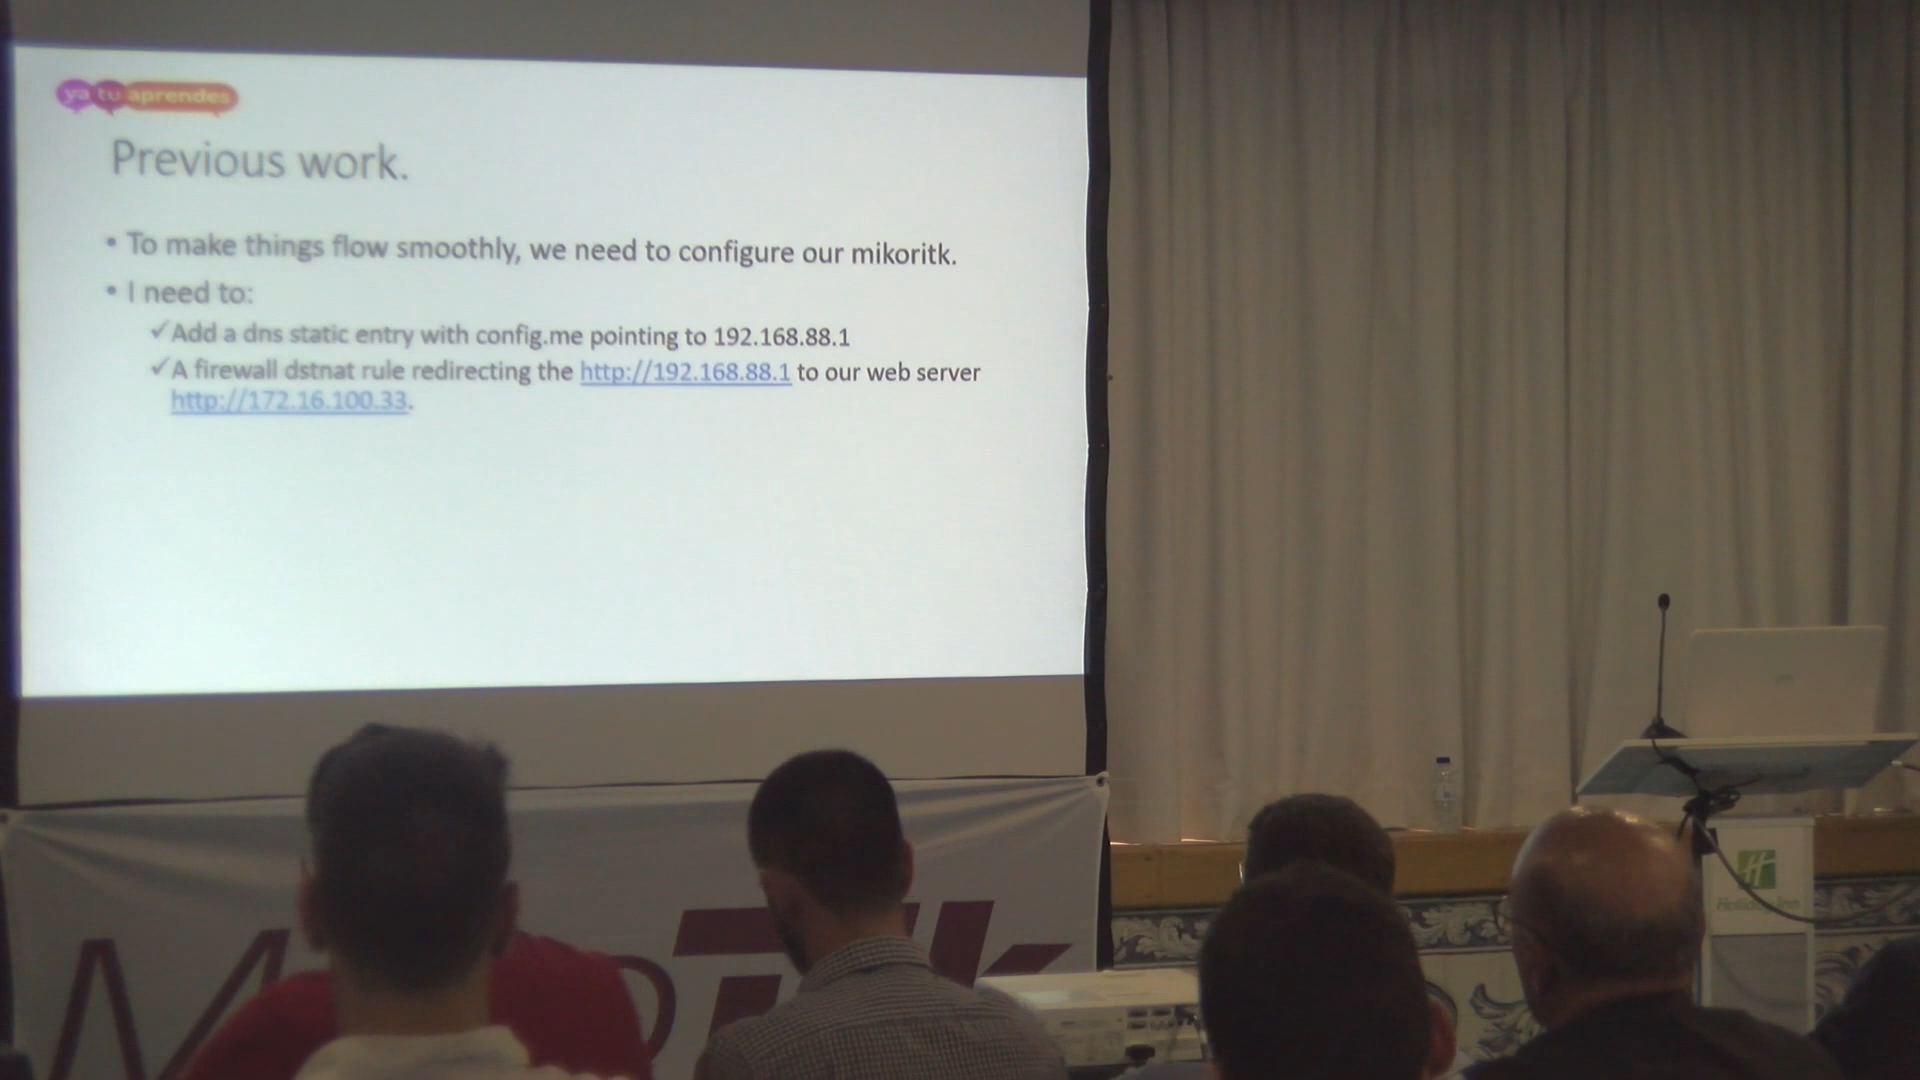 ya tu aprendes
Previous work.
• To make things flow smoothly, we need to configure our mikoritk.
• I need to:
✓ Add a dns static entry with config.me pointing to 192.168.88.1
✓ A firewall dstnat rule redirecting the http://192.168.88.1 to our web server
http://172.16.100.33.
Holiday Inn